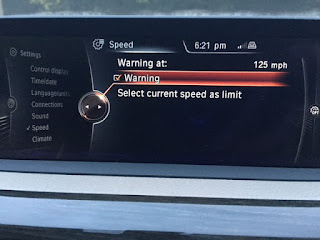 Settings
Control display
Time/date
Language/units
Connections
Sound
Speed
Climate
Speed
6:21 pm
Warning at: 125 mph
Warning
Select current speed as limit
OFF